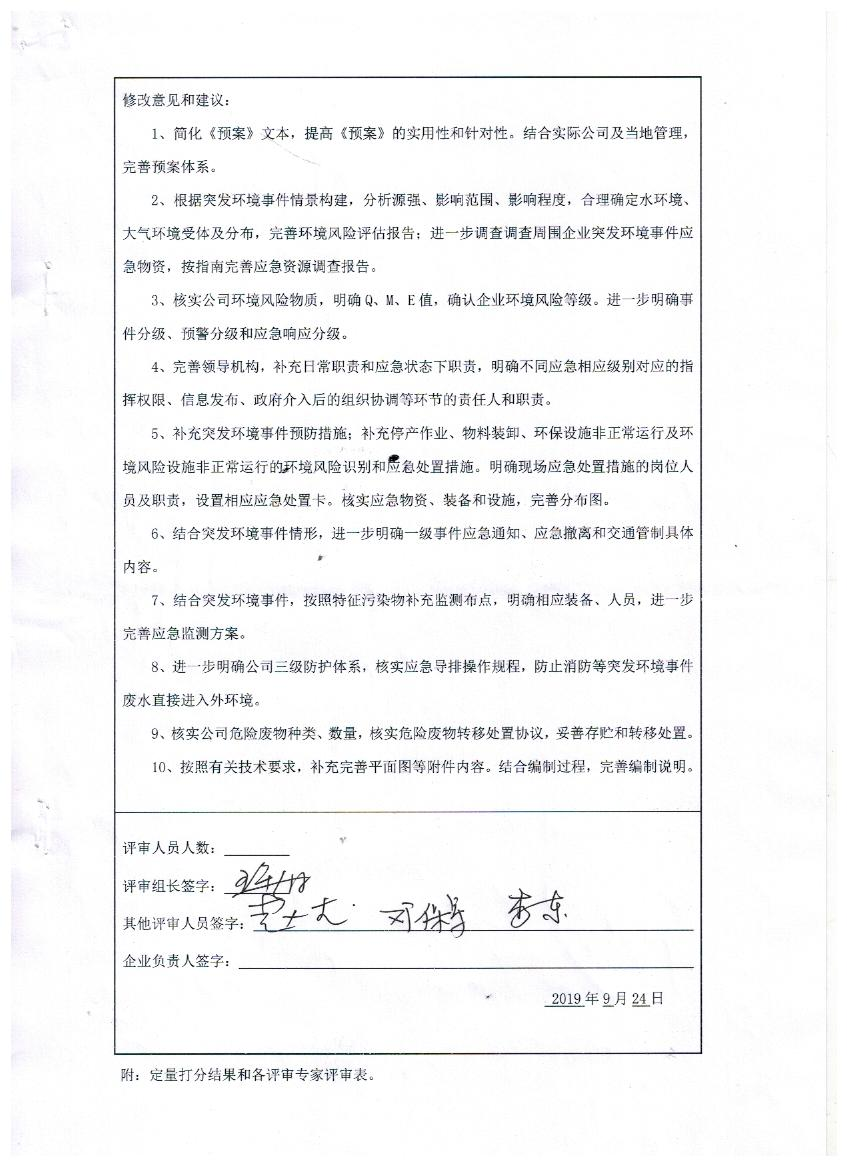 修改意见和建议：
1、简化《预案》文本，提高《预案》的实用性和针对性。结合实际公司及当地管理，
完善预案体系。
2、根据突发环境事件情景构建，分析源强、影响范围、影响程度，合理确定水环境、
大气环境受体及分布，完善环境风险评估报告；进一步调查调查周围企业突发环境事件应
急物资，按指南完善应急资源调查报告。
3、核实公司环境风险物质，明确 Q、M、E 值，确认企业环境风险等级。进一步明确事
件分级、预警分级和应急响应分级。
4、完善领导机构，补充日常职责和应急状态下职责，明确不同应急相应级别对应的指
挥权限、信息发布、政府介入后的组织协调等环节的责任人和职责。
5、补充突发环境事件预防措施；补充停产作业、物料装卸、环保设施非正常运行及环
境风险设施非正常运行的环境风险识别和应急处置措施。明确现场应急处置措施的岗位人
员及职责，设置相应应急处置卡。核实应急物资、装备和设施，完善分布图。
6、结合突发环境事件情形，进一步明确一级事件应急通知、应急撤离和交通管制具体
内容。
7、结合突发环境事件，按照特征污染物补充监测布点，明确相应装备、人员，进一步
完善应急监测方案。
8、进一步明确公司三级防护体系，核实应急导排操作规程，防止消防等突发环境事件
废水直接进入外环境。
9、核实公司危险废物种类、数量，核实危险废物转移处置协议，妥善存贮和转移处置。
10、按照有关技术要求，补充完善平面图等附件内容。结合编制过程，完善编制说明。
评审人员人数：
评审组长签字：
其他评审人员签字：
企业负责人签字：
2019 年 9 月 24 日
附：定量打分结果和各评审专家评审表。